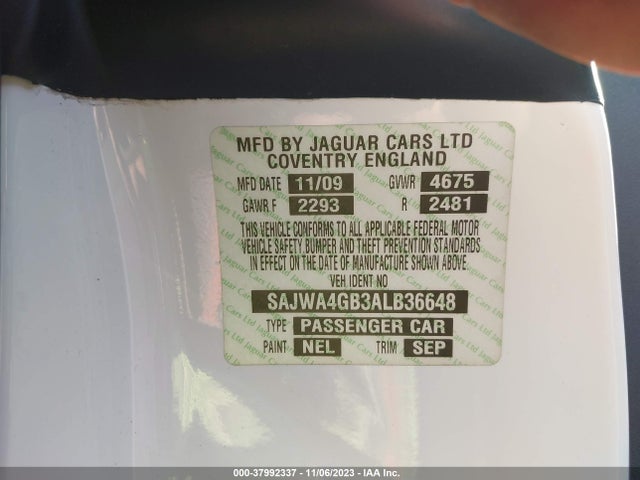 MFD BY JAGUAR CARS LTD
COVENTRY ENGLAND
MFD DATE 11/09 GVWR 4675
GAWR F 2293 R 2481
THIS VEHICLE CONFORMS TO ALL APPLICABLE FEDERAL MOTOR
VEHICLE SAFETY, BUMPER AND THEFT PREVENTION STANDARDS
IN EFFECT ON THE DATE OF MANUFACTURE SHOWN ABOVE.
VEH IDENT NO
SAJWA4GB3ALB36648
TYPE PASSENGER CAR
PAINT NEL TRIM SEP
000-37992337 - 11/06/2023 - IAA Inc.